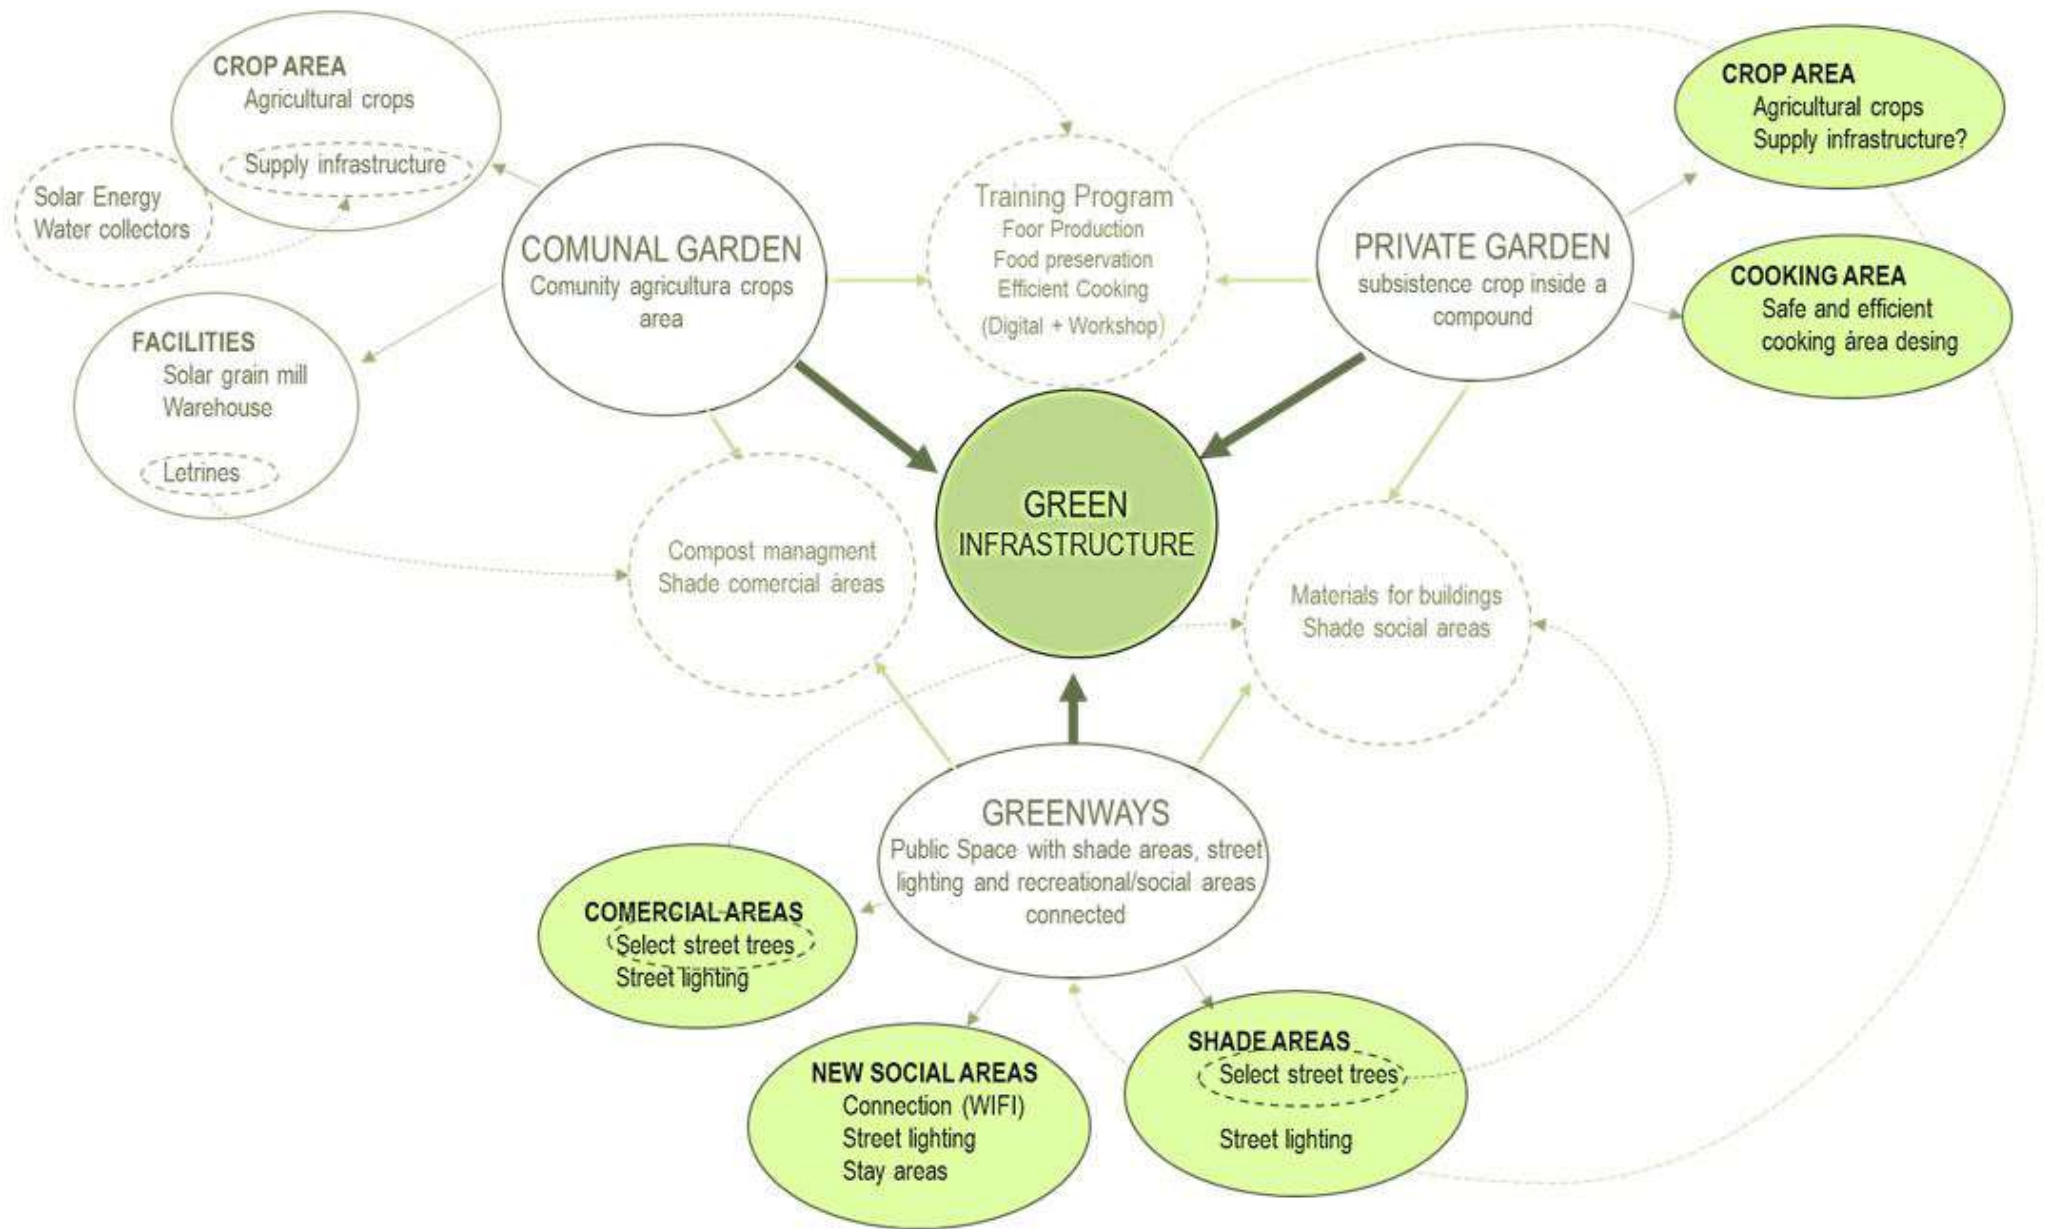 CROP AREA
Agricultural crops
Supply infrastructure
Solar Energy
Water collectors
COMUNAL GARDEN
Comunity agricultura crops
area
FACILITIES
Solar grain mill
Warehouse
Letrines
Training Program
Foor Production
Food preservation
Efficient Cooking
(Digital + Workshop)
PRIVATE GARDEN
subsistence crop inside a
compound
CROP AREA
Agricultural crops
Supply infrastructure?
COOKING AREA
Safe and efficient
cooking área desing
GREEN
INFRASTRUCTURE
Compost managment
Shade comercial áreas
Materials for buildings
Shade social areas
GREENWAYS
Public Space with shade areas, street
lighting and recreational/social areas
connected
COMERCIAL AREAS
Select street trees
Street lighting
NEW SOCIAL AREAS
Connection (WIFI)
Street lighting
Stay areas
SHADE AREAS
Select street trees
Street lighting